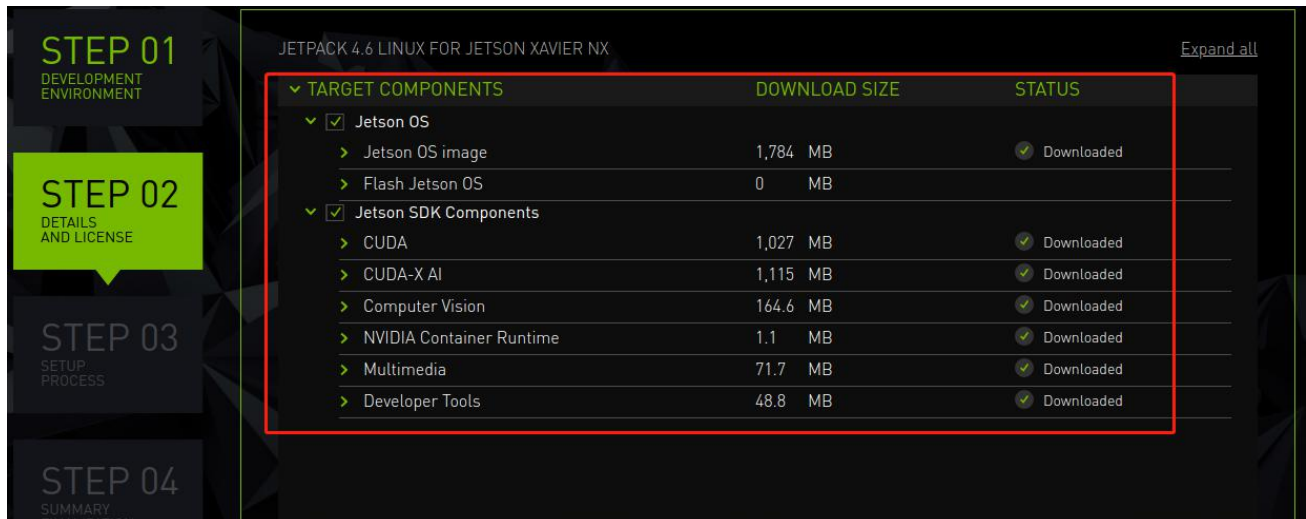 STEP 01
DEVELOPMENT
ENVIRONMENT
STEP 02
DETAILS
AND LICENSE
STEP 03
SETUP
PROCESS
STEP 04
SUMMARY
JETPACK 4.6 LINUX FOR JETSON XAVIER NX Expand all
TARGET COMPONENTS DOWNLOAD SIZE STATUS
Jetson OS
Jetson OS image 1,784 MB Downloaded
Flash Jetson OS 0 MB
Jetson SDK Components
CUDA 1,027 MB Downloaded
CUDA-X AI 1,115 MB Downloaded
Computer Vision 164.6 MB Downloaded
NVIDIA Container Runtime 1.1 MB Downloaded
Multimedia 71.7 MB Downloaded
Developer Tools 48.8 MB Downloaded